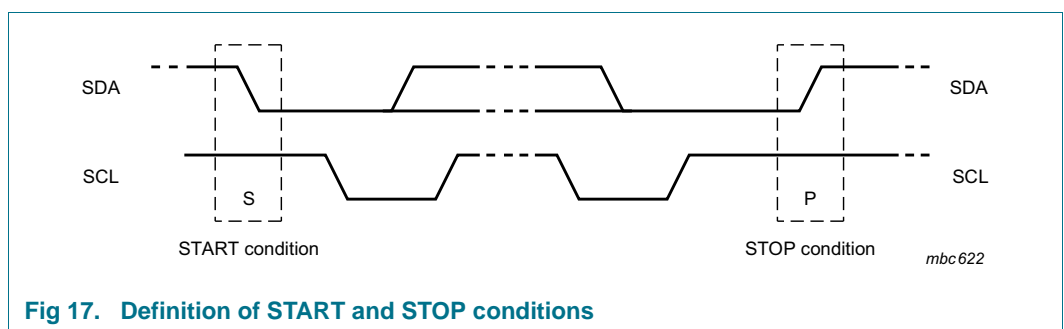 SDA SDA
SCL SCL
S P
START condition STOP condition
mbc622
Fig 17. Definition of START and STOP conditions